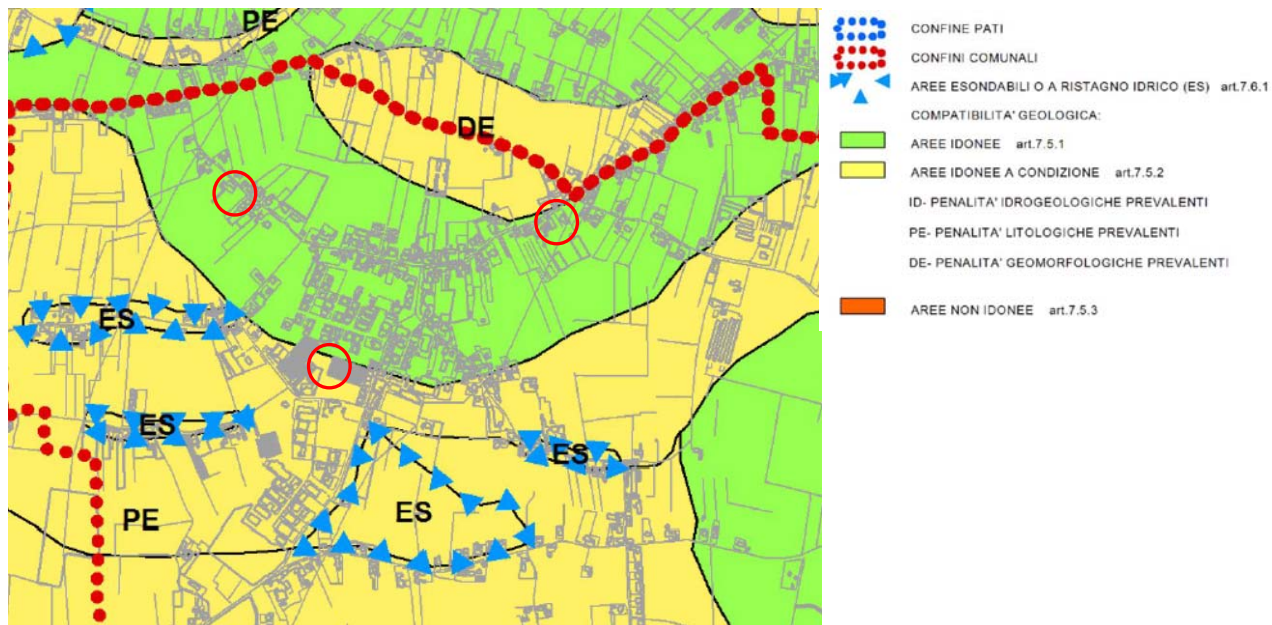 PE
DE
ES
ES
ES
ES
PE
CONFINE PATI
CONFINI COMUNALI
AREE ESONDABILI O A RISTAGNO IDRICO (ES) art.7.6.1
COMPATIBILITA' GEOLOGICA:
AREE IDONEE art.7.5.1
AREE IDONEE A CONDIZIONE art.7.5.2
ID- PENALITA' IDROGEOLOGICHE PREVALENTI
PE- PENALITA' LITOLOGICHE PREVALENTI
DE- PENALITA' GEOMORFOLOGICHE PREVALENTI
AREE NON IDONEE art.7.5.3